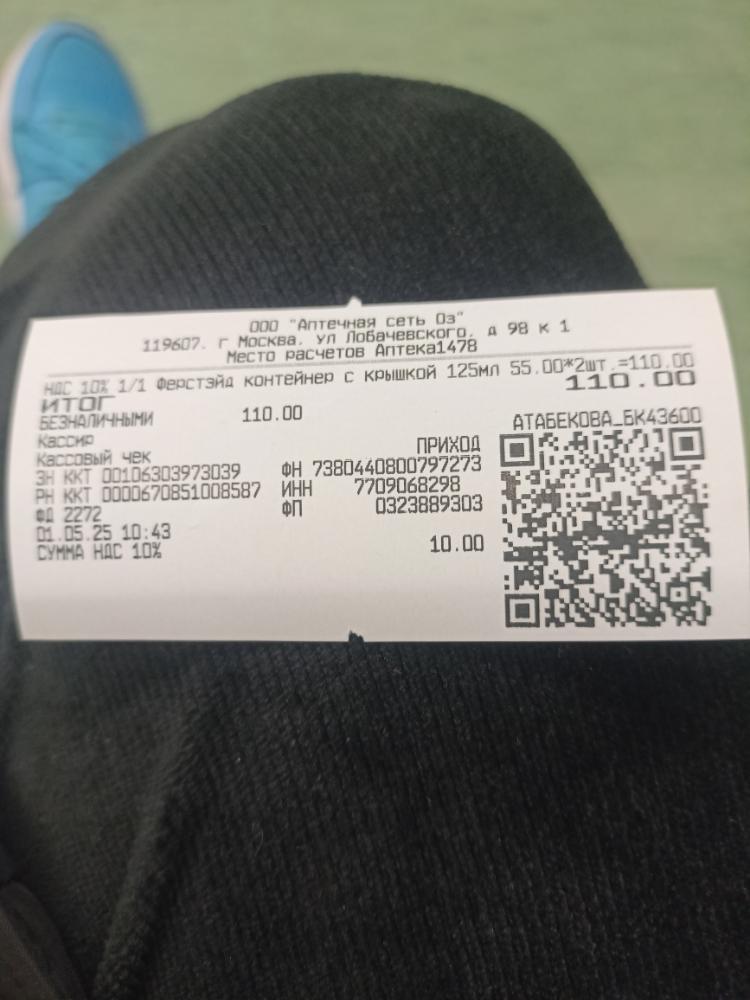 ООО "Аптечная сеть Оз"
119607. г Москва. ул Лобачевского. д 98 к 1
Место расчетов Аптека1478
НДС 10% 1/1 Ферстэйд контейнер с крышкой 125мл 55.00*2шт.=110.00
ИТОГ 110.00
БЕЗНАЛИЧНЫМИ 110.00
Кассир АТАБЕКОВА_БК43600
Кассовый чек ПРИХОД
ЗН ККТ 00106303973039 ФН 7380440800797273
РН ККТ 0000670851008587 ИНН 7709068298
ФД 2272 ФП 0323889303
01.05.25 10:43
СУММА НДС 10% 10.00